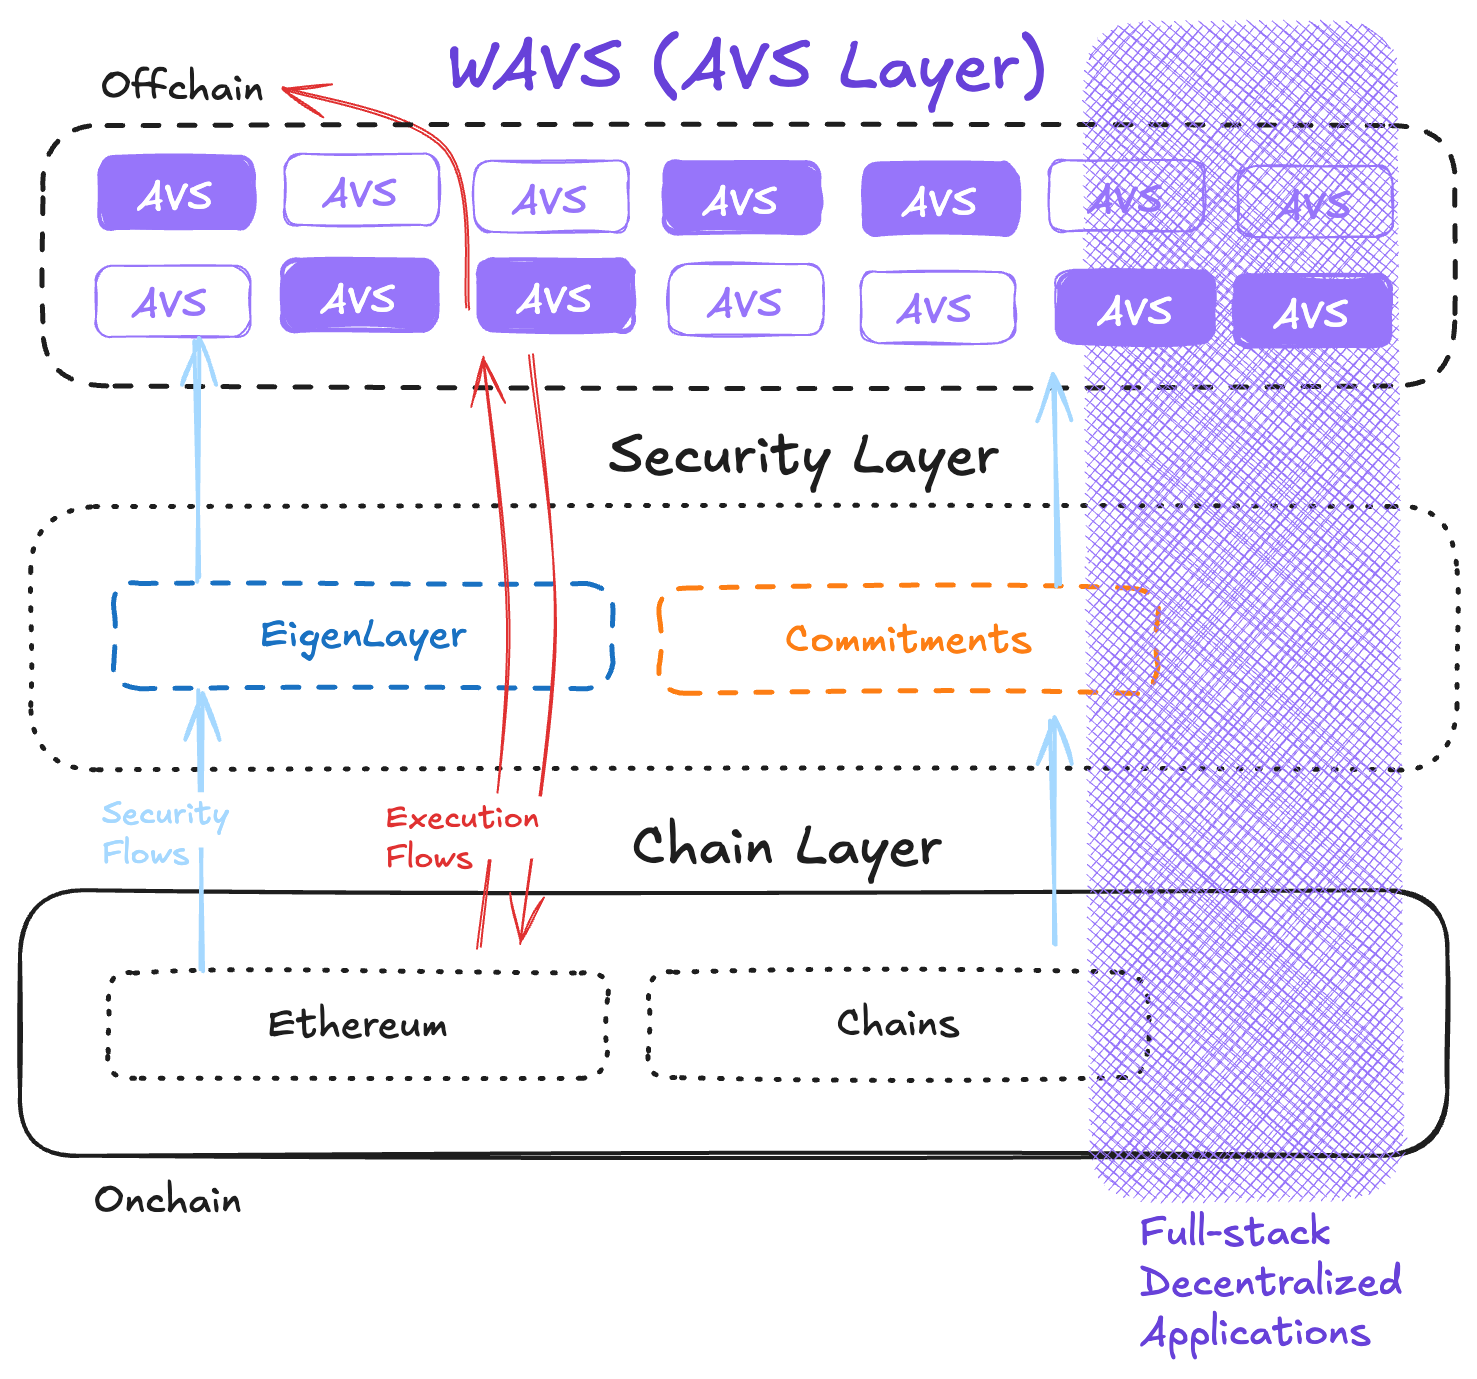 WAVS (AVS Layer)
Offchain
AVS AVS AVS AVS AVS AVS AVS
AVS AVS AVS AVS AVS AVS AVS
Security Layer
EigenLayer
Commitments
Security
Flows
Execution
Flows
Chain Layer
Ethereum
Chains
Onchain
Full-stack
Decentralized
Applications